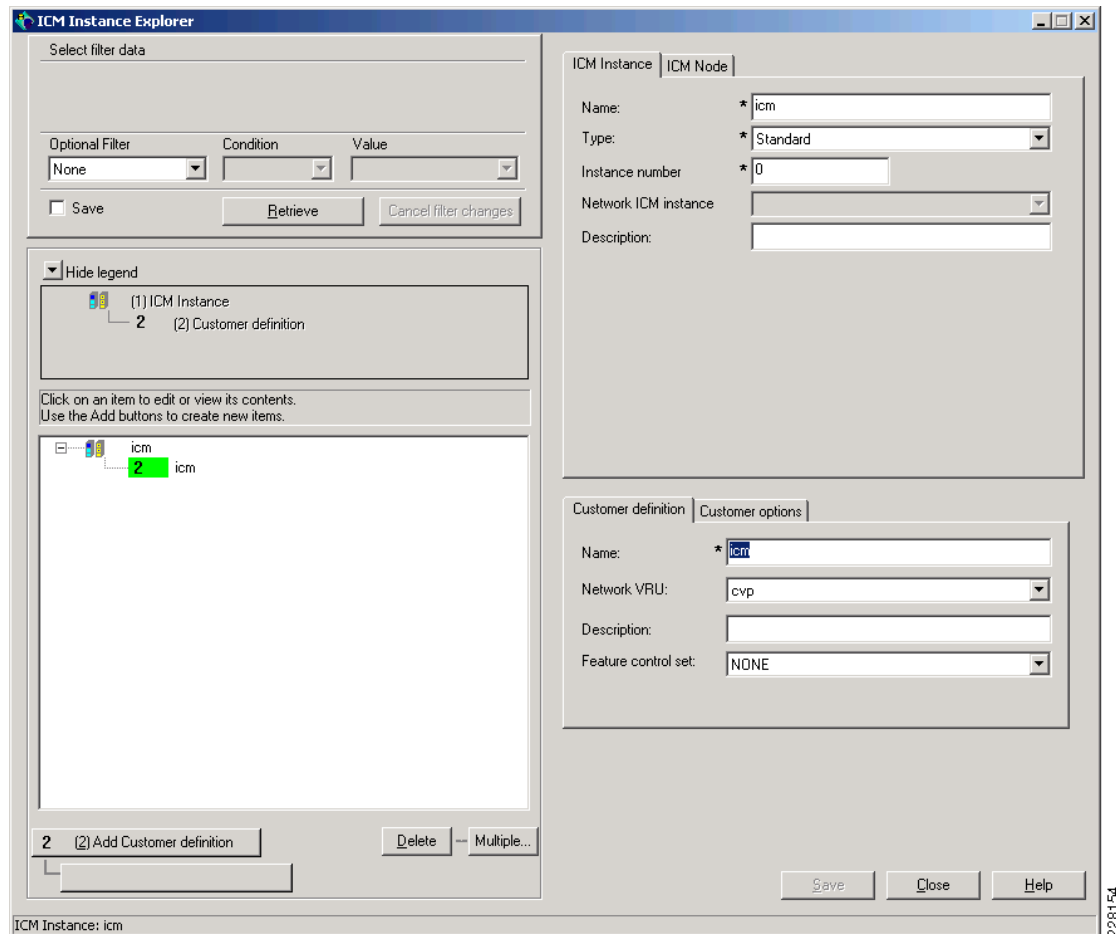 ICM Instance Explorer
Select filter data
Optional Filter Condition Value
None
Save Retrieve Cancel filter changes
Hide legend
(1) ICM Instance
2 (2) Customer definition
Click on an item to edit or view its contents.
Use the Add buttons to create new items.
icm
2 icm
2 (2) Add Customer definition Delete Multiple...
ICM Instance ICM Node
Name: * icm
Type: * Standard
Instance number * 0
Network ICM instance
Description:
Customer definition Customer options
Name: * icm
Network VRU: cvp
Description:
Feature control set: NONE
Save Close Help
ICM Instance: icm
228154